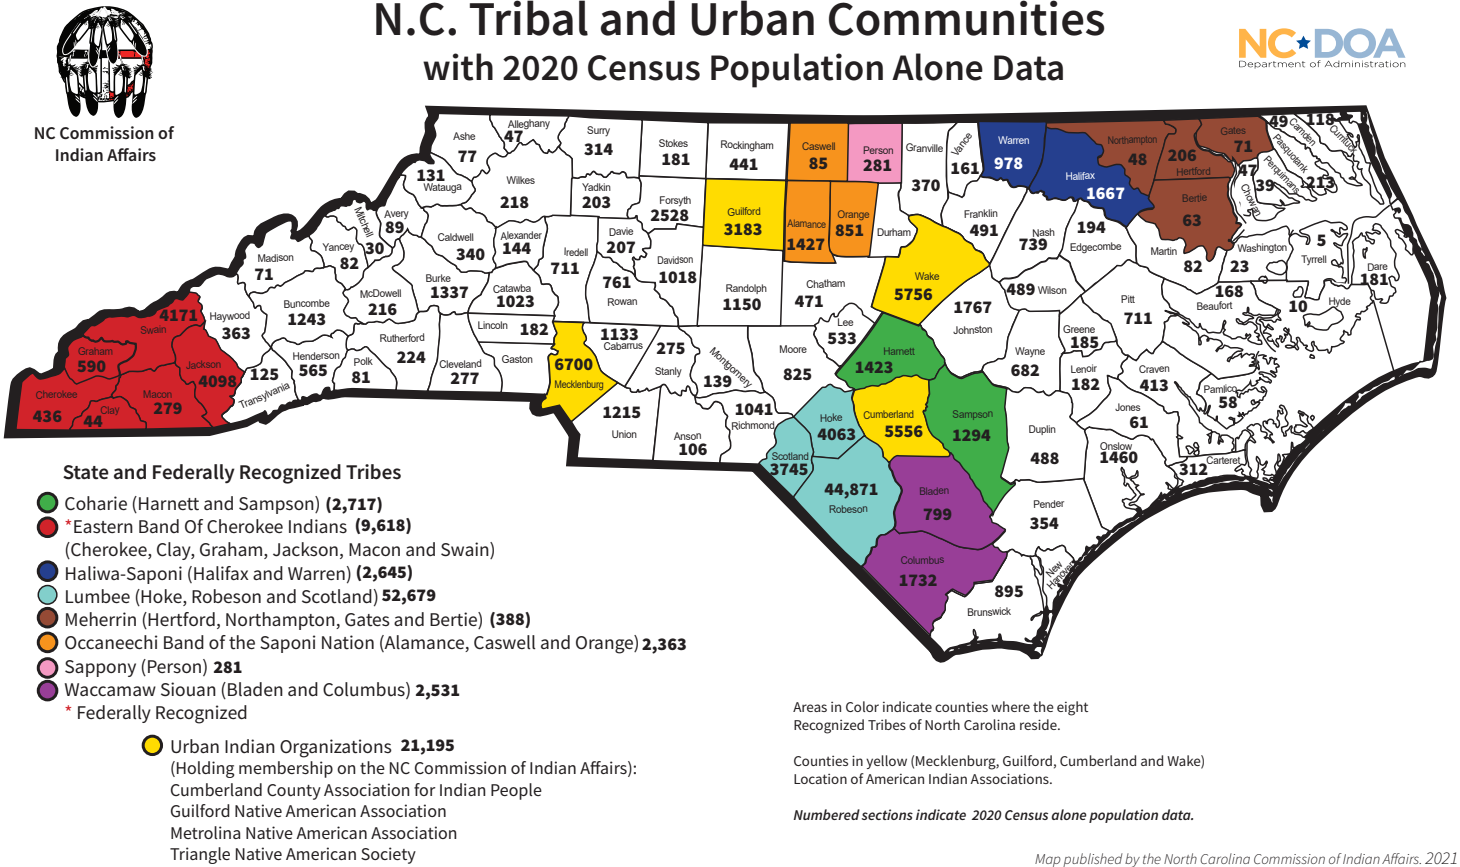 N.C. Tribal and Urban Communities
with 2020 Census Population Alone Data
NC Commission of
Indian Affairs
NC DOA
Department of Administration
Ashe
77
Alleghany
47
Surry
314
Stokes
181
Rockingham
441
Caswell
85
Person
281
Granville
370
Vance
161
Warren
978
Halifax
1667
Northampton
48
206
Hertford
Gates
71
49
Camden
118
Currituck
Pasquotank
Perquimans
213
47
39
Chowan
Bertie
63
131
Watauga
Wilkes
218
Yadkin
203
Forsyth
2528
Guilford
3183
Alamance
1427
Orange
851
Durham
Franklin
491
Nash
739
194
Edgecombe
Martin
82
Washington
23
5
Tyrrell
Dare
181
Mitchell
30
Avery
89
Yancey
82
Madison
71
Caldwell
340
Alexander
144
Iredell
711
Davie
207
Davidson
1018
761
Rowan
Randolph
1150
Chatham
471
Wake
5756
1767
Johnston
489 Wilson
Pitt
711
168
Beaufort
10
Hyde
Burke
1337
McDowell
216
Buncombe
1243
Haywood
363
4171
Swain
Graham
590
Jackson
4098
Cherokee
436
Clay
44
Macon
279
125
Transylvania
Henderson
565
Polk
81
Rutherford
224
Cleveland
277
Catawba
1023
Lincoln
182
Gaston
6700
Mecklenburg
1133
Cabarrus
275
Stanly
Montgomery
139
Moore
825
Lee
533
Harnett
1423
Wayne
682
Greene
185
Lenoir
182
Craven
413
Pamlico
58
Jones
61
1215
Union
Anson
106
1041
Richmond
Hoke
4063
Scotland
3745
Cumberland
5556
Sampson
1294
Duplin
488
Onslow
1460
Carteret
312
44,871
Robeson
Bladen
799
Pender
354
Columbus
1732
895
Brunswick
New
Hanover
State and Federally Recognized Tribes
Coharie (Harnett and Sampson) (2,717)
*Eastern Band Of Cherokee Indians (9,618)
(Cherokee, Clay, Graham, Jackson, Macon and Swain)
Haliwa-Saponi (Halifax and Warren) (2,645)
Lumbee (Hoke, Robeson and Scotland) 52,679
Meherrin (Hertford, Northampton, Gates and Bertie) (388)
Occaneechi Band of the Saponi Nation (Alamance, Caswell and Orange) 2,363
Sappony (Person) 281
Waccamaw Siouan (Bladen and Columbus) 2,531
* Federally Recognized
Urban Indian Organizations 21,195
(Holding membership on the NC Commission of Indian Affairs):
Cumberland County Association for Indian People
Guilford Native American Association
Metrolina Native American Association
Triangle Native American Society
Areas in Color indicate counties where the eight
Recognized Tribes of North Carolina reside.
Counties in yellow (Mecklenburg, Guilford, Cumberland and Wake)
Location of American Indian Associations.
Numbered sections indicate 2020 Census alone population data.
Map published by the North Carolina Commission of Indian Affairs. 2021